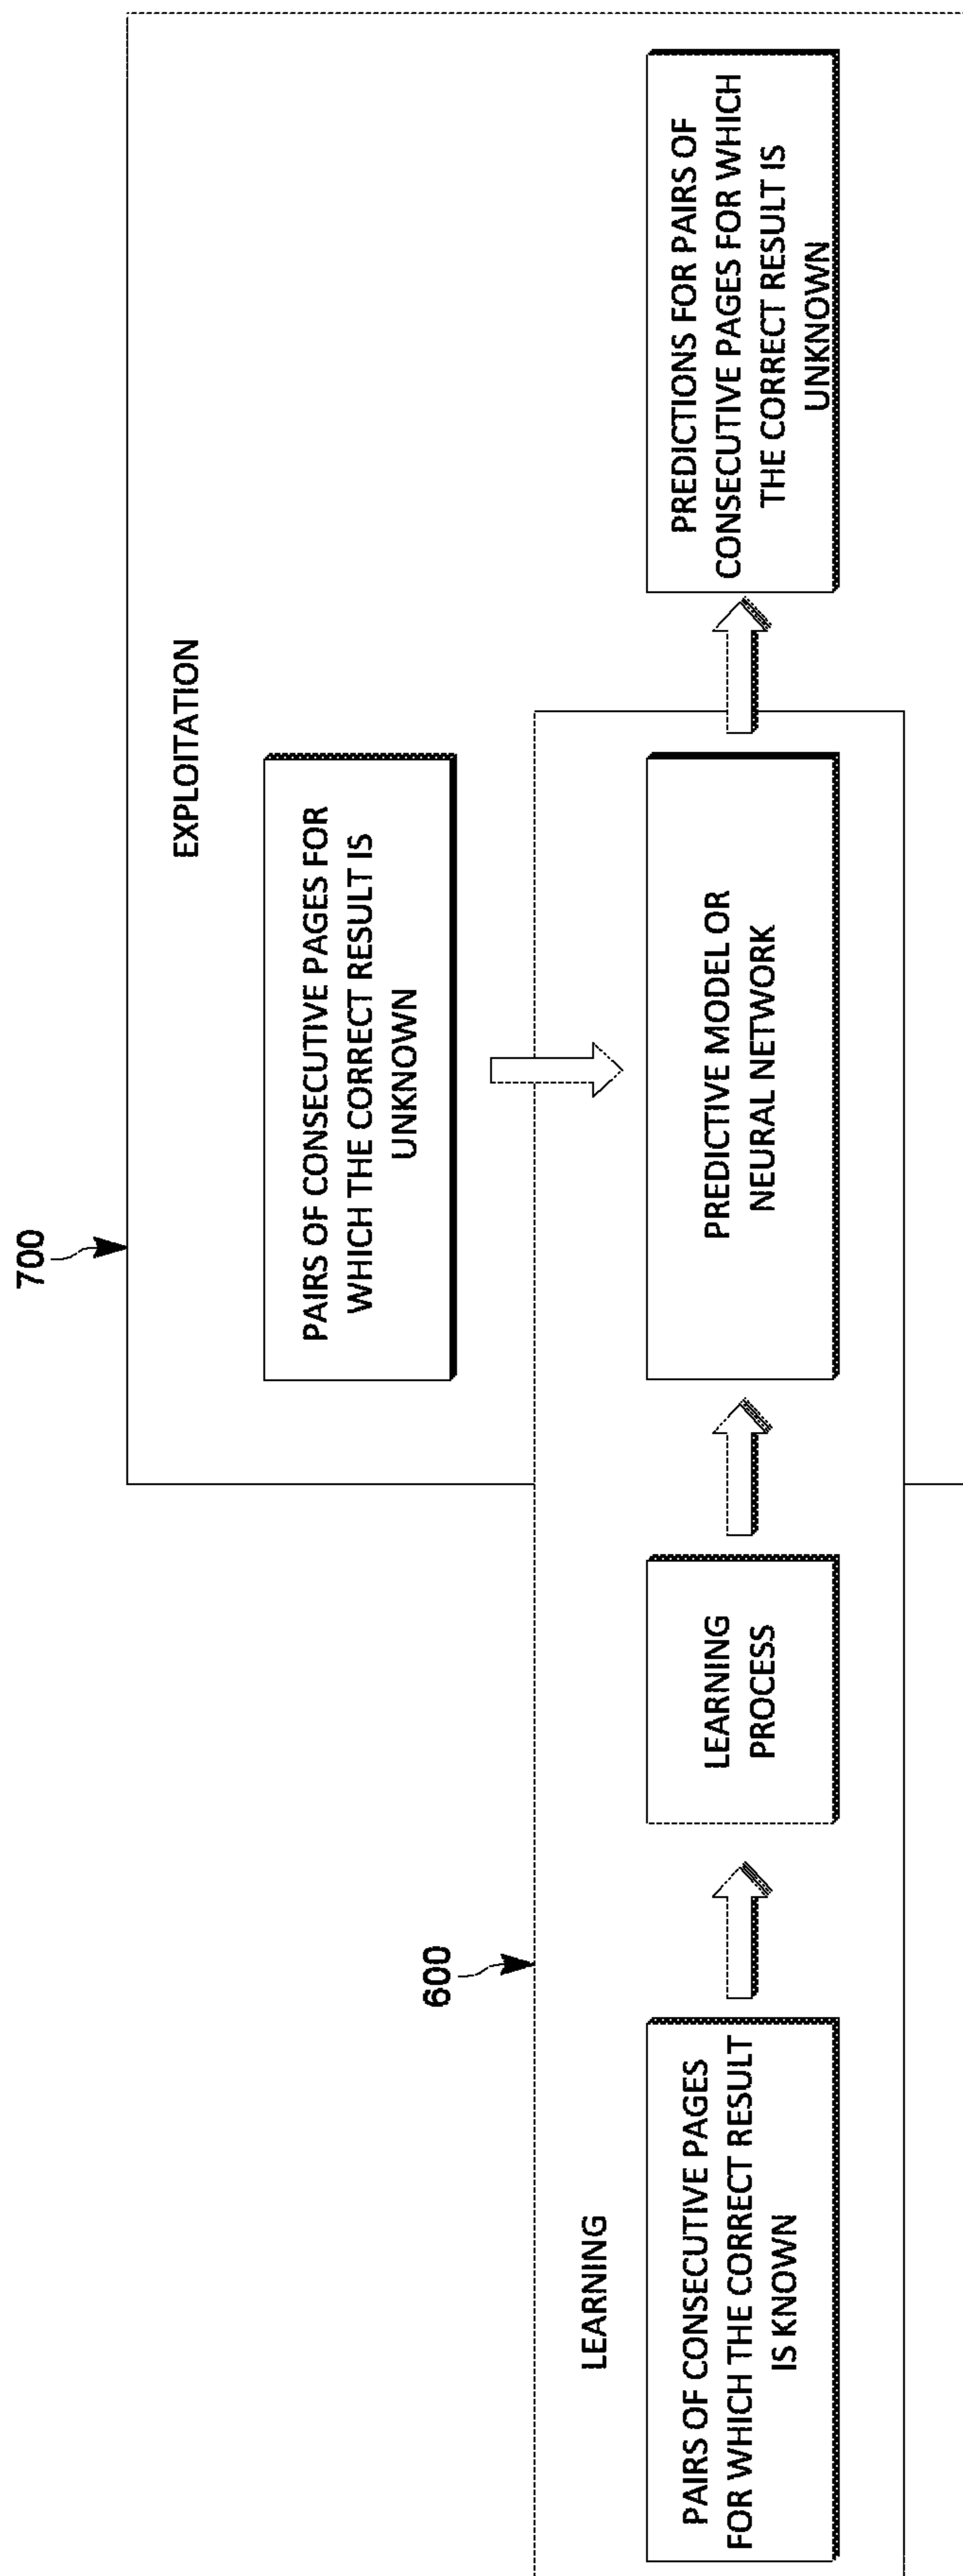 700
EXPLOITATION
PAIRS OF CONSECUTIVE PAGES FOR
WHICH THE CORRECT RESULT IS
UNKNOWN
600
LEARNING
PAIRS OF CONSECUTIVE PAGES
FOR WHICH THE CORRECT RESULT
IS KNOWN
LEARNING
PROCESS
PREDICTIVE MODEL OR
NEURAL NETWORK
PREDICTIONS FOR PAIRS OF
CONSECUTIVE PAGES FOR WHICH
THE CORRECT RESULT IS
UNKNOWN